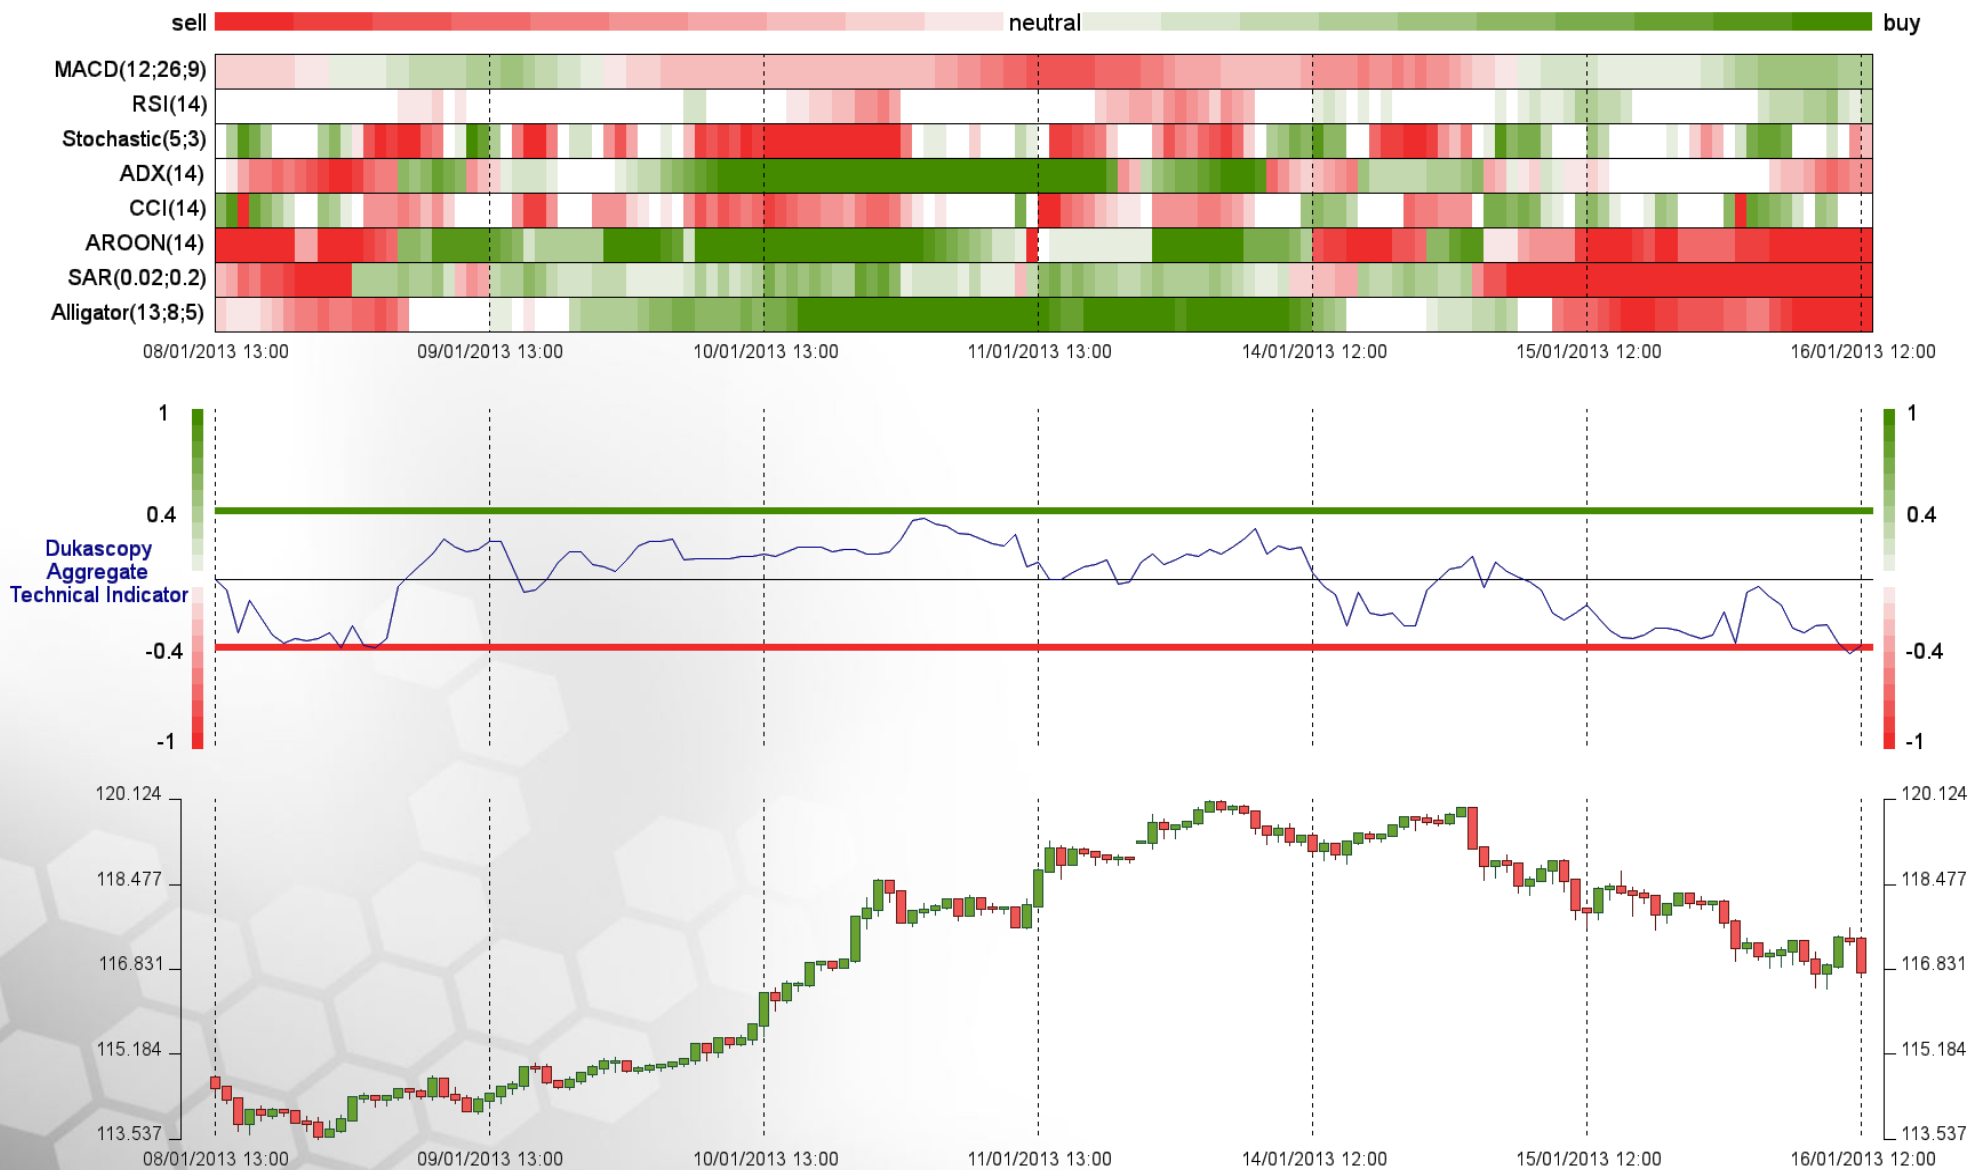 sell neutral buy
MACD(12;26;9)
RSI(14)
Stochastic(5;3)
ADX(14)
CCI(14)
AROON(14)
SAR(0.02;0.2)
Alligator(13;8;5)
08/01/2013 13:00 09/01/2013 13:00 10/01/2013 13:00 11/01/2013 13:00 14/01/2013 12:00 15/01/2013 12:00 16/01/2013 12:00
1 1
0.4 0.4
Dukascopy
Aggregate
Technical Indicator
-0.4 -0.4
-1 -1
120.124 120.124
118.477 118.477
116.831 116.831
115.184 115.184
113.537 113.537
08/01/2013 13:00 09/01/2013 13:00 10/01/2013 13:00 11/01/2013 13:00 14/01/2013 12:00 15/01/2013 12:00 16/01/2013 12:00